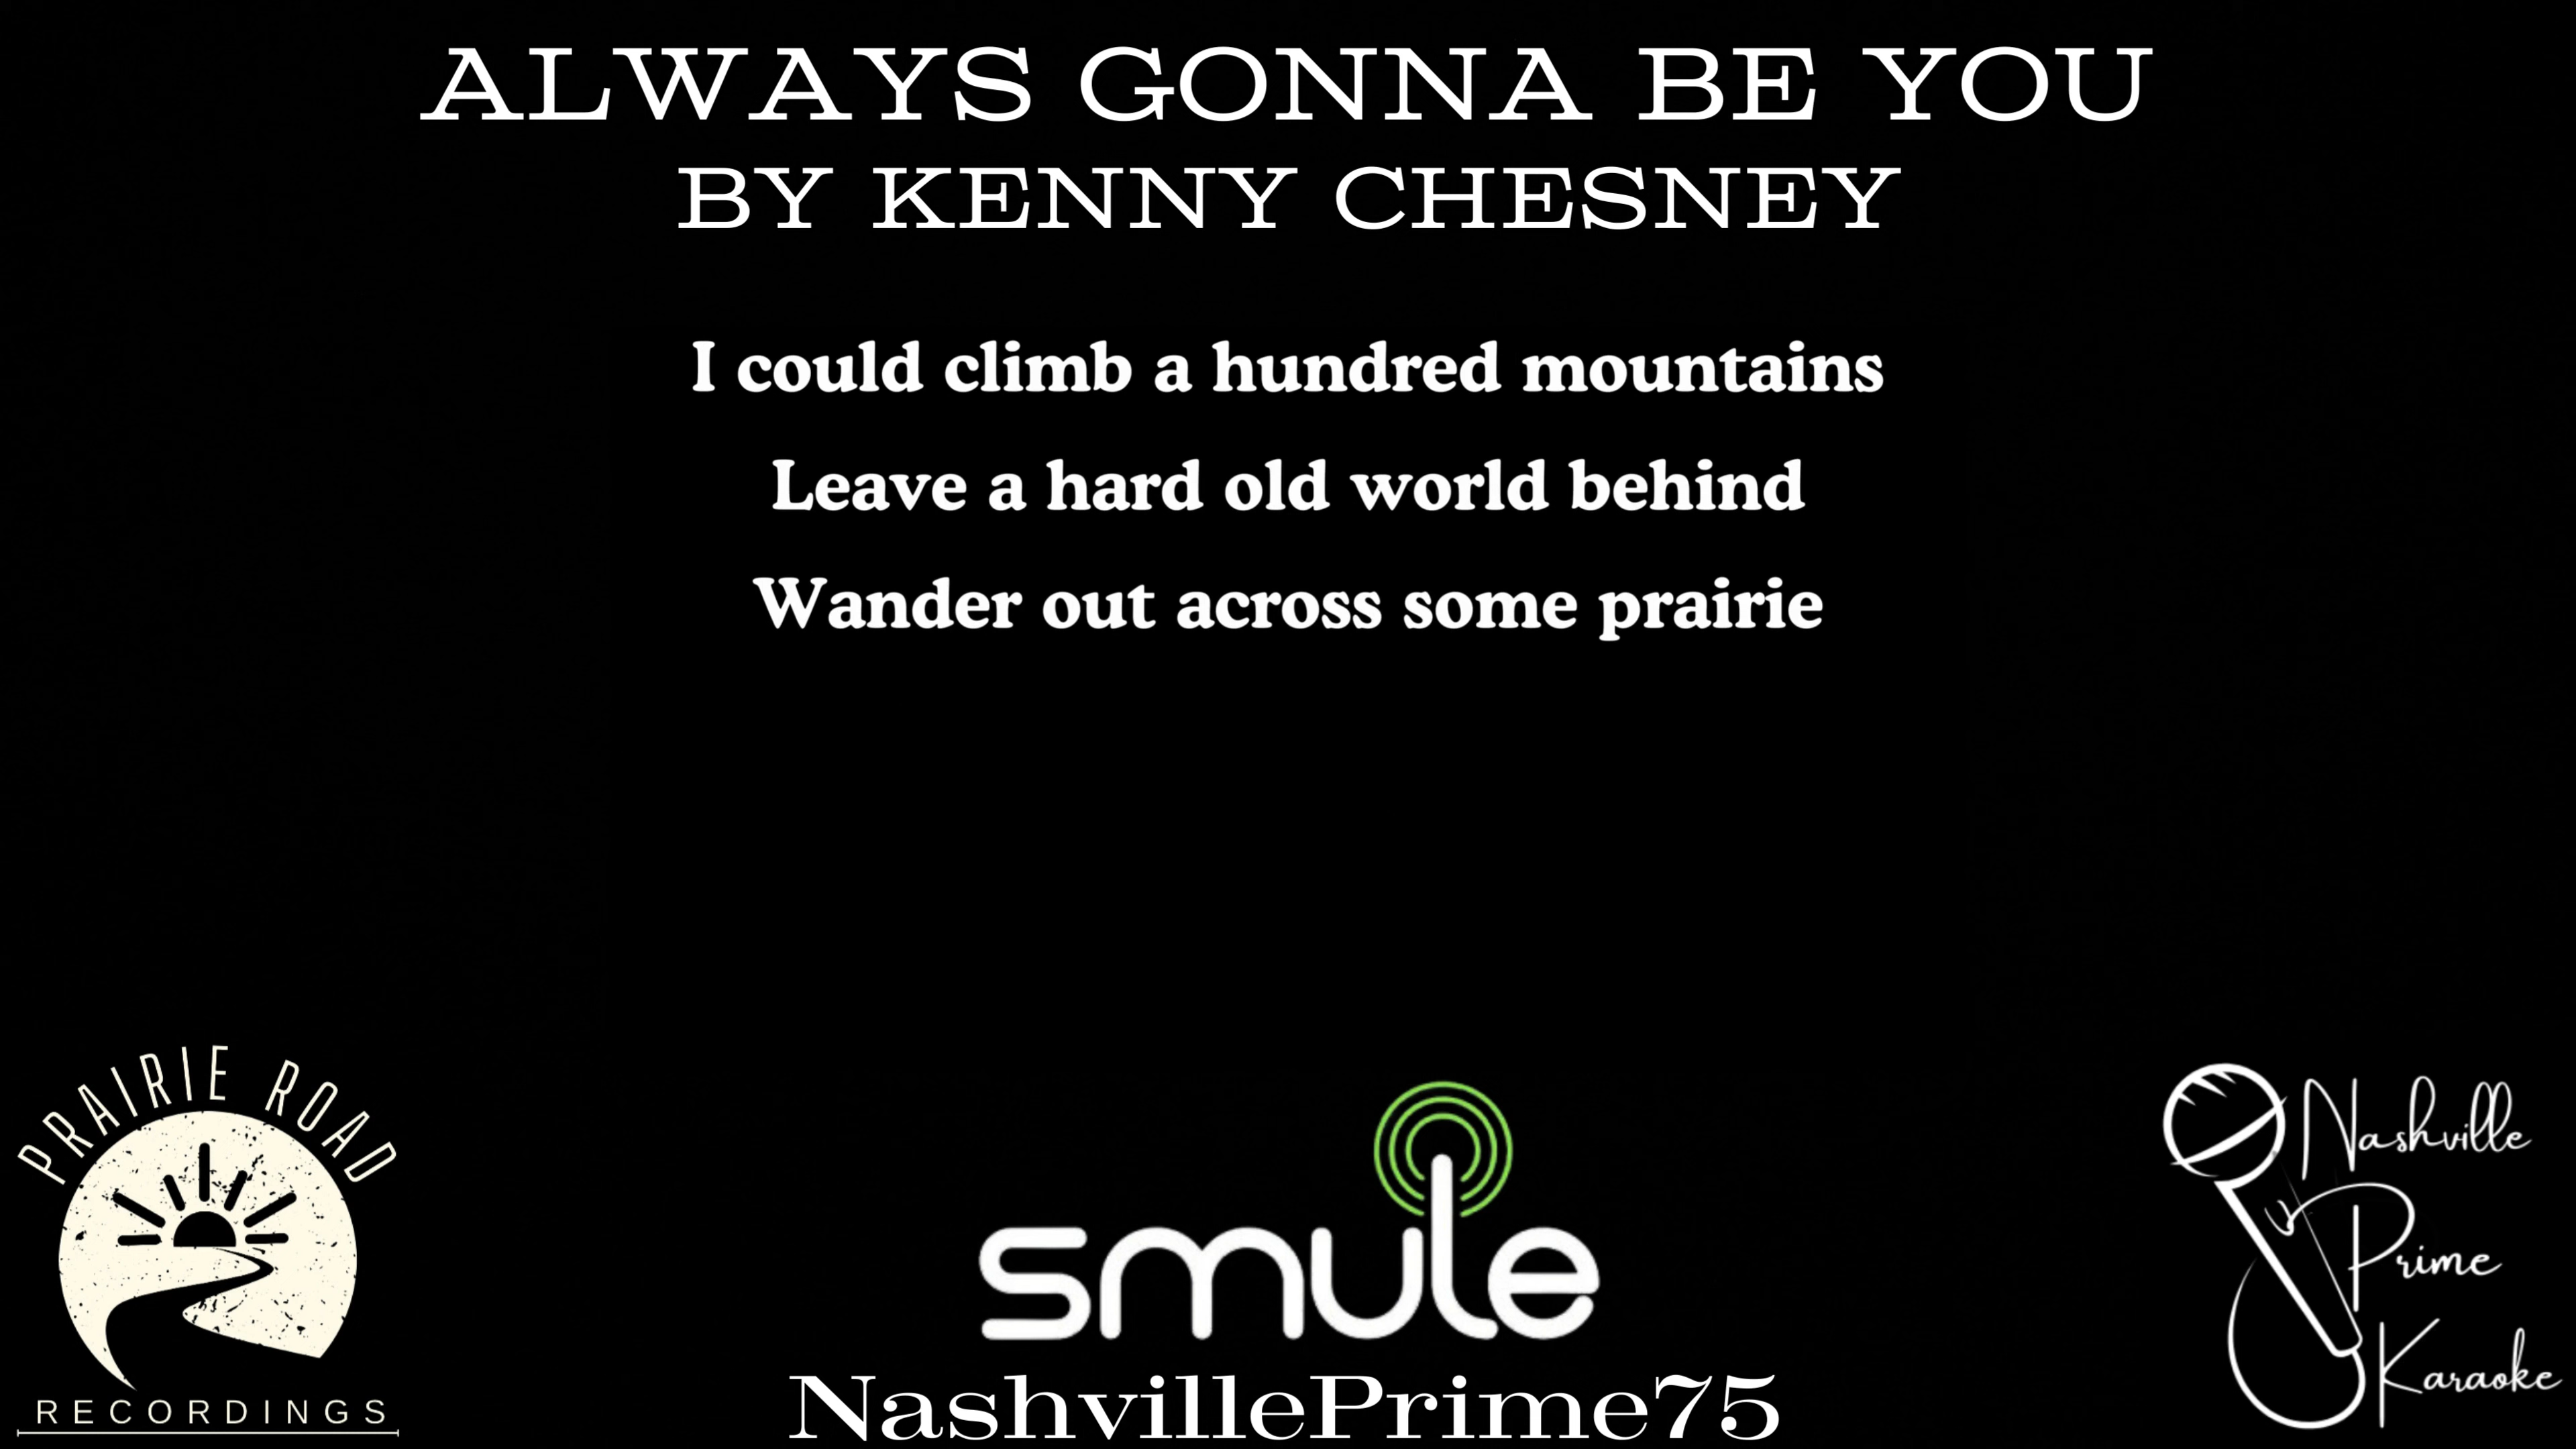 ALWAYS GONNA BE YOU
BY KENNY CHESNEY
I could climb a hundred mountains
Leave a hard old world behind
Wander out across some prairie
PRAIRIE ROAD
RECORDINGS
smule
NashvillePrime75
Nashville
Prime
Karaoke